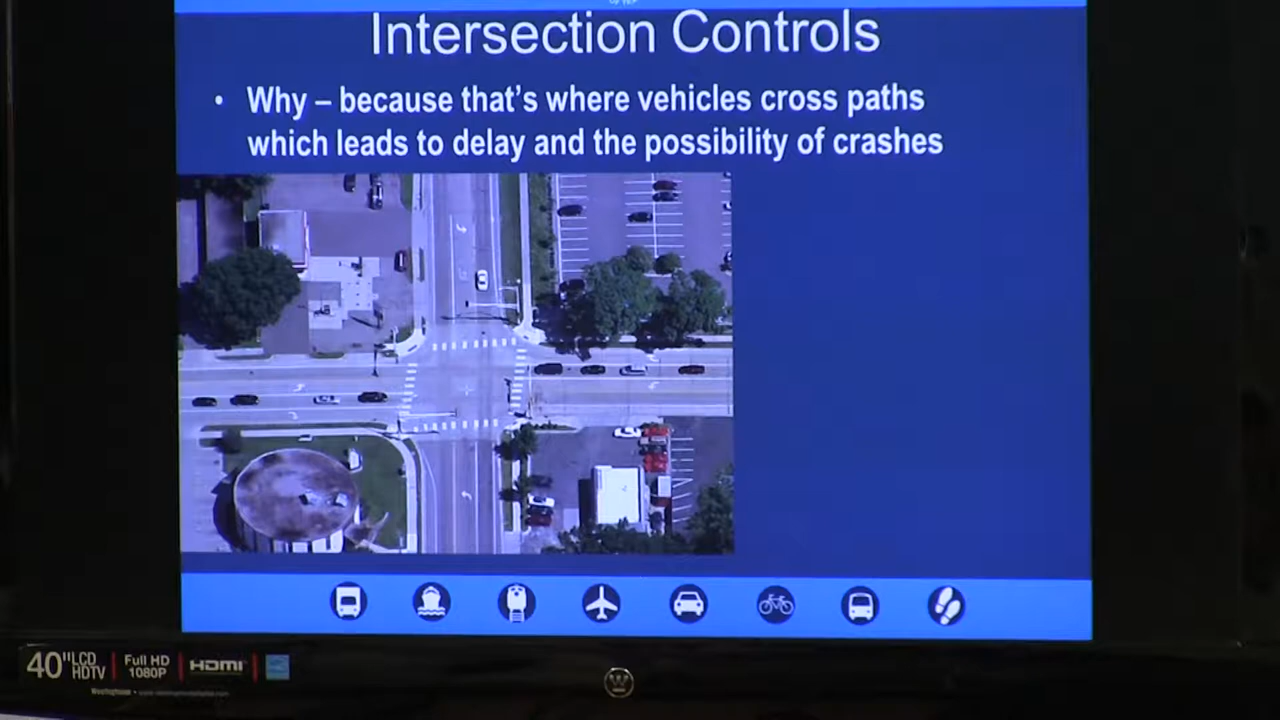 Intersection Controls
• Why – because that's where vehicles cross paths
which leads to delay and the possibility of crashes
40" LCD HDTV
Full HD 1080P
HDMI
Westinghouse